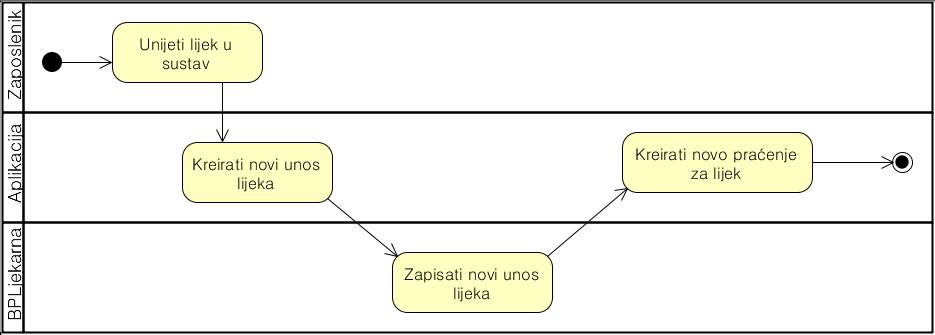 Zaposlenik
Unijeti lijek u
sustav
Aplikacija
Kreirati novi unos
lijeka
Kreirati novo praćenje
za lijek
BPLjekarna
Zapisati novi unos
lijeka